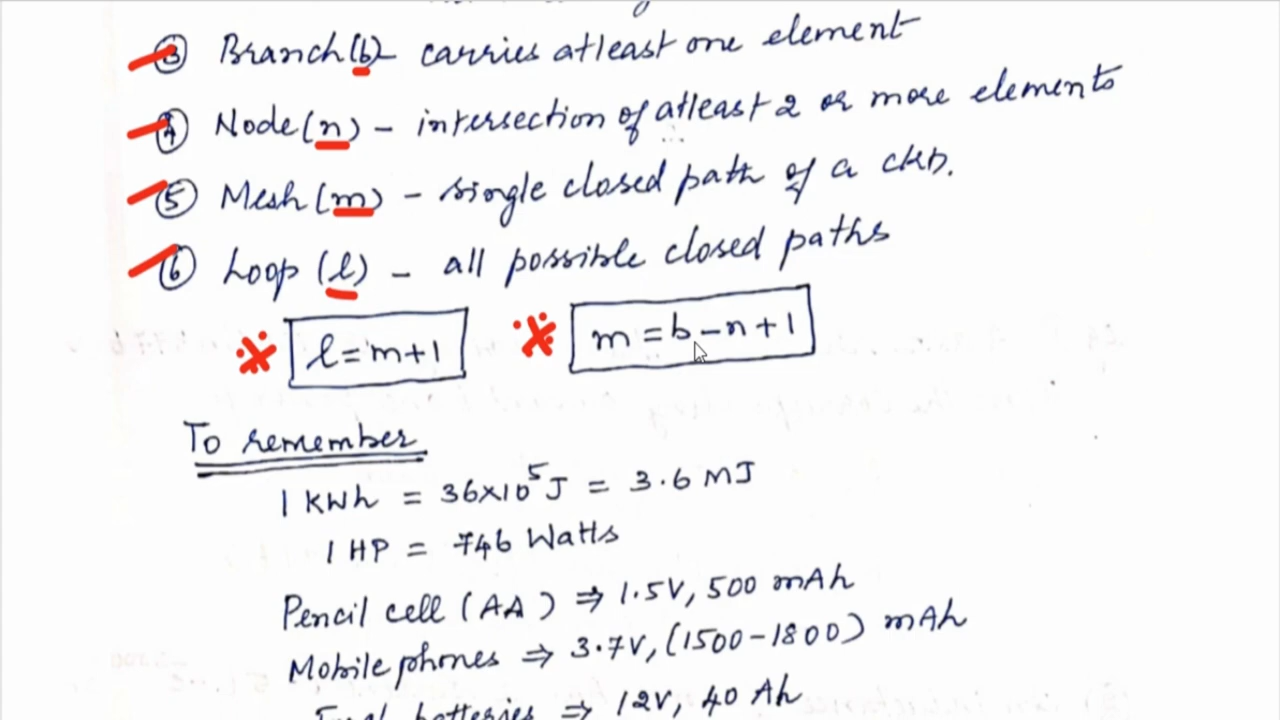 ③ Branch(b)- carries atleast one element
④ Node(n) - intersection of atleast 2 or more elements
⑤ Mesh(m) - single closed path of a ckt.
⑥ Loop (l) - all possible closed paths
※ l=m+1 ※ m=b-n+1
To remember
1 KWh = 36x10⁵J = 3.6 MJ
1 HP = 746 Watts
Pencil cell (AA) ⇒ 1.5V, 500 mAh
Mobile phones ⇒ 3.7V, (1500-1800) mAh
batteries ⇒ 12V, 40 Ah